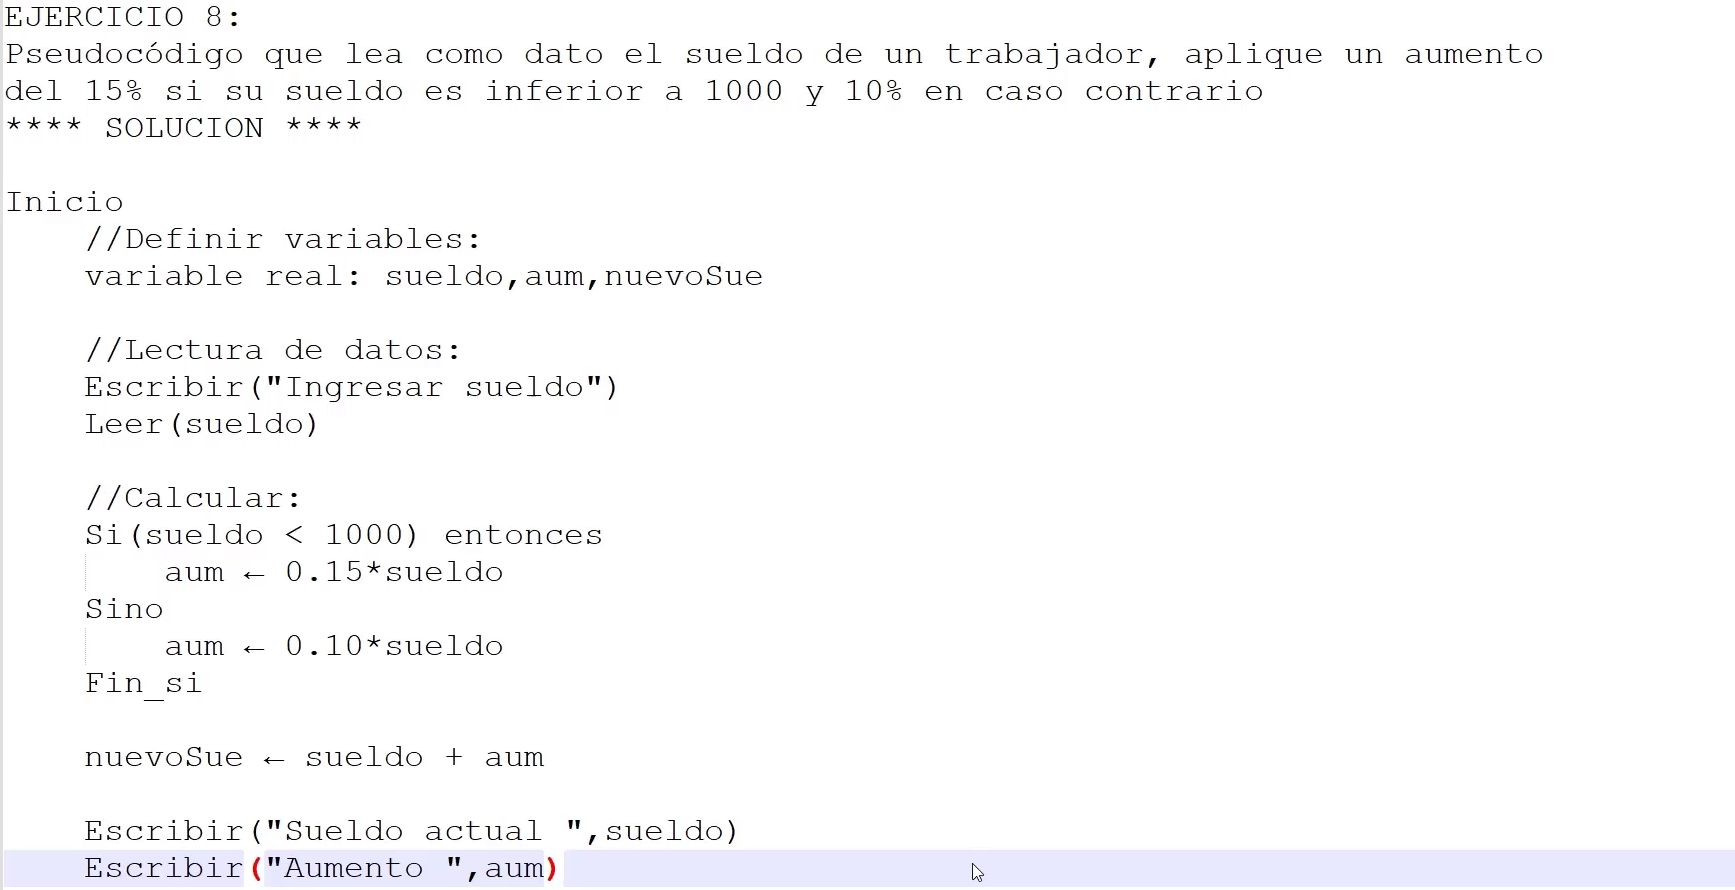 EJERCICIO 8:
Pseudocódigo que lea como dato el sueldo de un trabajador, aplique un aumento
del 15% si su sueldo es inferior a 1000 y 10% en caso contrario
**** SOLUCION ****
Inicio
//Definir variables:
variable real: sueldo,aum,nuevoSue
//Lectura de datos:
Escribir("Ingresar sueldo")
Leer(sueldo)
//Calcular:
Si(sueldo < 1000) entonces
aum ← 0.15*sueldo
Sino
aum ← 0.10*sueldo
Fin_si
nuevoSue ← sueldo + aum
Escribir("Sueldo actual ",sueldo)
Escribir("Aumento ",aum)